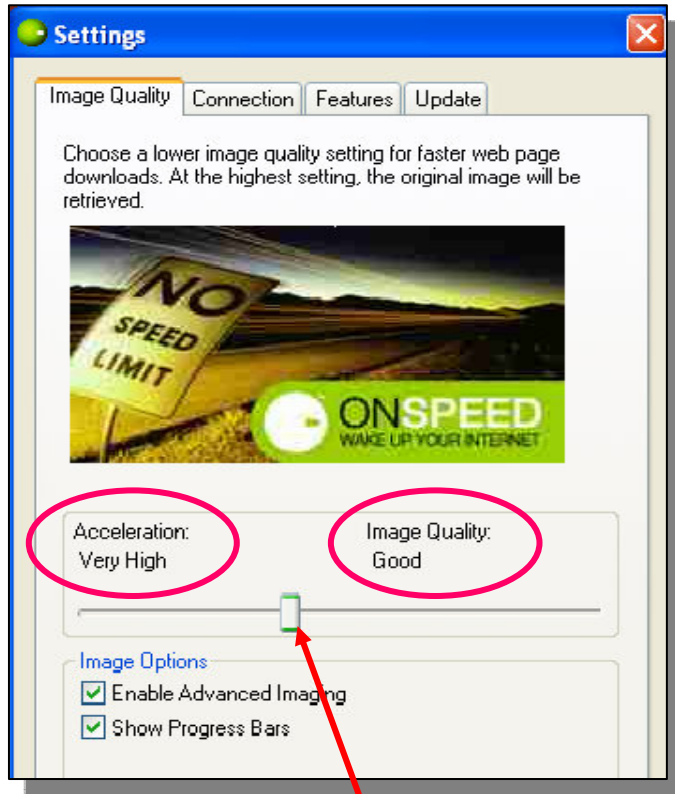 Settings
Image Quality Connection Features Update
Choose a lower image quality setting for faster web page
downloads. At the highest setting, the original image will be
retrieved.
NO
SPEED
LIMIT
ONSPEED
WAKE UP YOUR INTERNET
Acceleration: Image Quality:
Very High Good
Image Options
Enable Advanced Imaging
Show Progress Bars